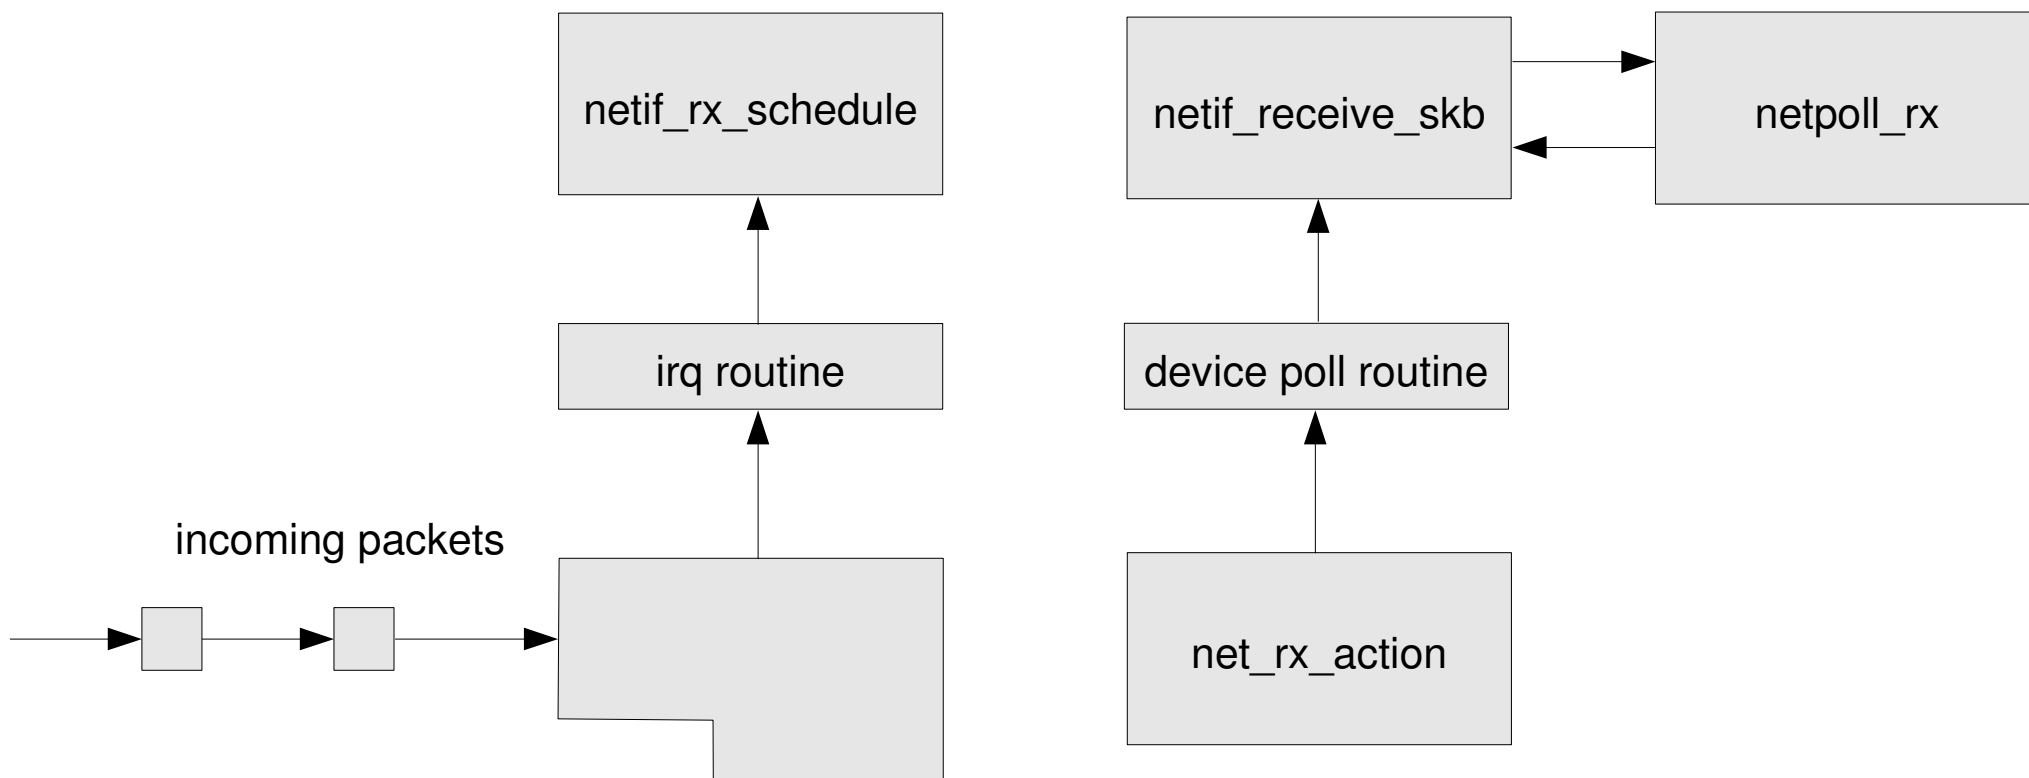 netif_rx_schedule
netif_receive_skb
netpoll_rx
irq routine
device poll routine
incoming packets
net_rx_action